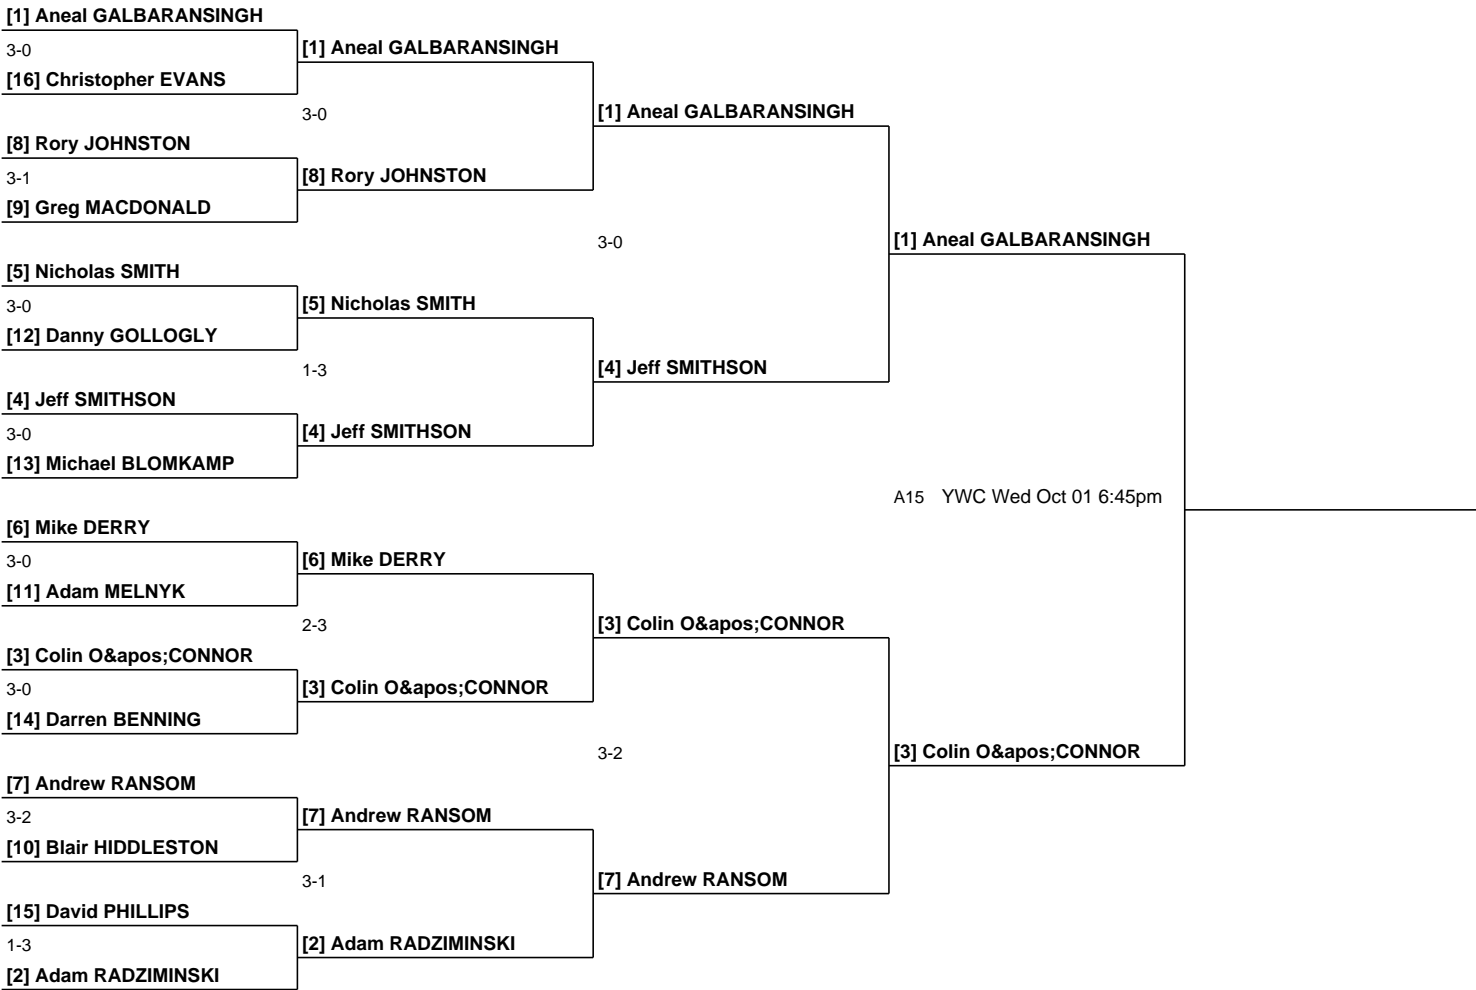 [1] Aneal GALBARANSINGH
3-0
[16] Christopher EVANS
[1] Aneal GALBARANSINGH
3-0
[8] Rory JOHNSTON
3-1
[9] Greg MACDONALD
[8] Rory JOHNSTON
[1] Aneal GALBARANSINGH
3-0
[5] Nicholas SMITH
3-0
[12] Danny GOLLOGLY
[5] Nicholas SMITH
1-3
[4] Jeff SMITHSON
3-0
[13] Michael BLOMKAMP
[4] Jeff SMITHSON
[4] Jeff SMITHSON
[1] Aneal GALBARANSINGH
A15 YWC Wed Oct 01 6:45pm
[6] Mike DERRY
3-0
[11] Adam MELNYK
[6] Mike DERRY
2-3
[3] Colin O&apos;CONNOR
3-0
[14] Darren BENNING
[3] Colin O&apos;CONNOR
[3] Colin O&apos;CONNOR
3-2
[7] Andrew RANSOM
3-2
[10] Blair HIDDLESTON
[7] Andrew RANSOM
3-1
[15] David PHILLIPS
1-3
[2] Adam RADZIMINSKI
[2] Adam RADZIMINSKI
[7] Andrew RANSOM
[3] Colin O&apos;CONNOR